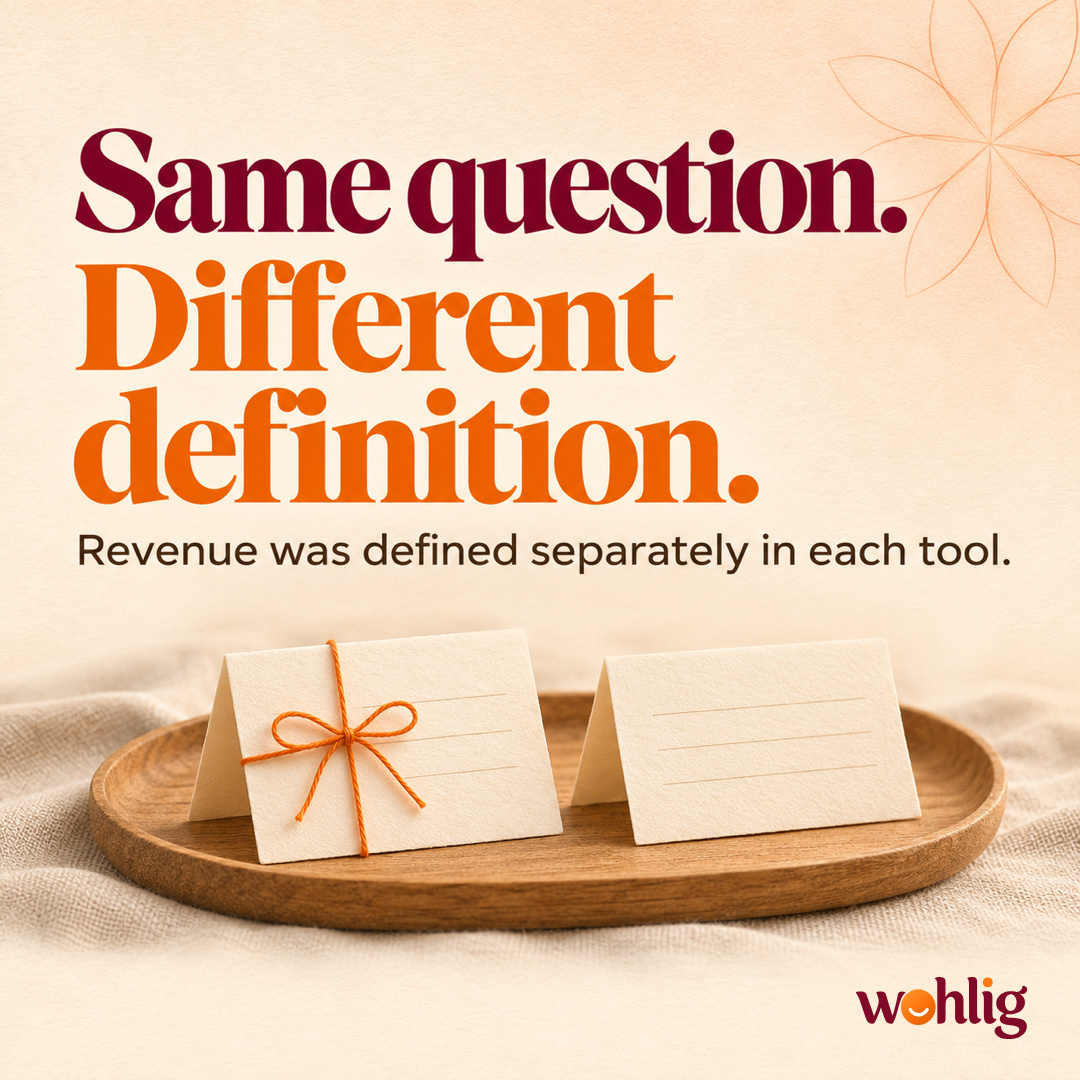 Same question.
Different
definition.
Revenue was defined separately in each tool.
wohlig